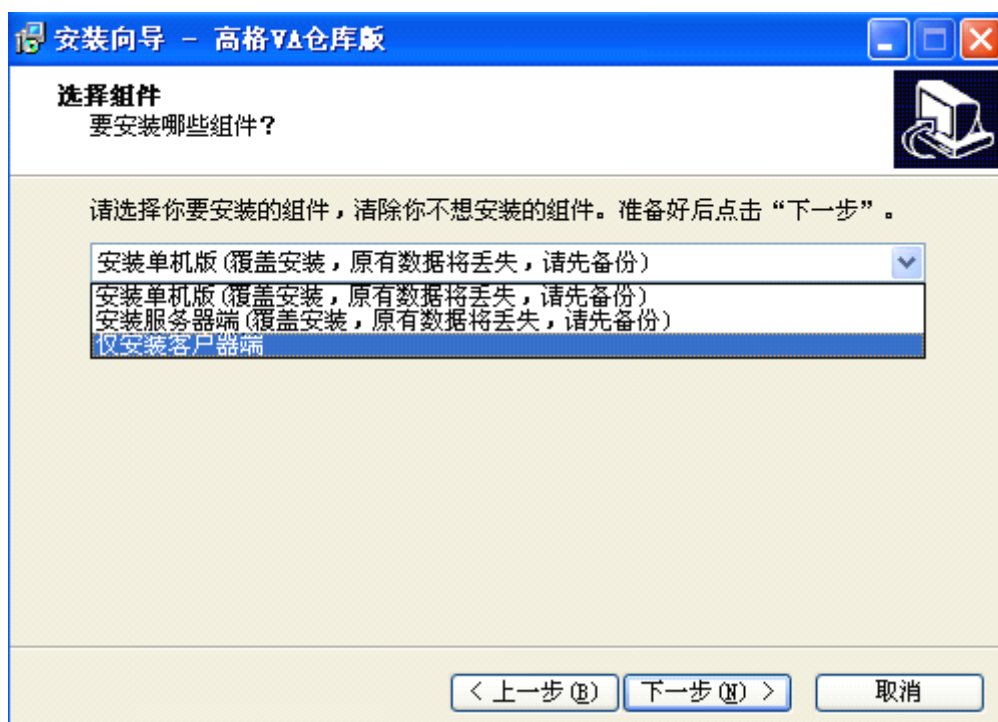 安装向导 - 高格VA仓库版
选择组件
要安装哪些组件?
请选择你要安装的组件，清除你不想安装的组件。准备好后点击“下一步”。
安装单机版(覆盖安装，原有数据将丢失，请先备份)
安装单机版(覆盖安装，原有数据将丢失，请先备份)
安装服务器端(覆盖安装，原有数据将丢失，请先备份)
仅安装客户器端
< 上一步(B)
下一步(N) >
取消